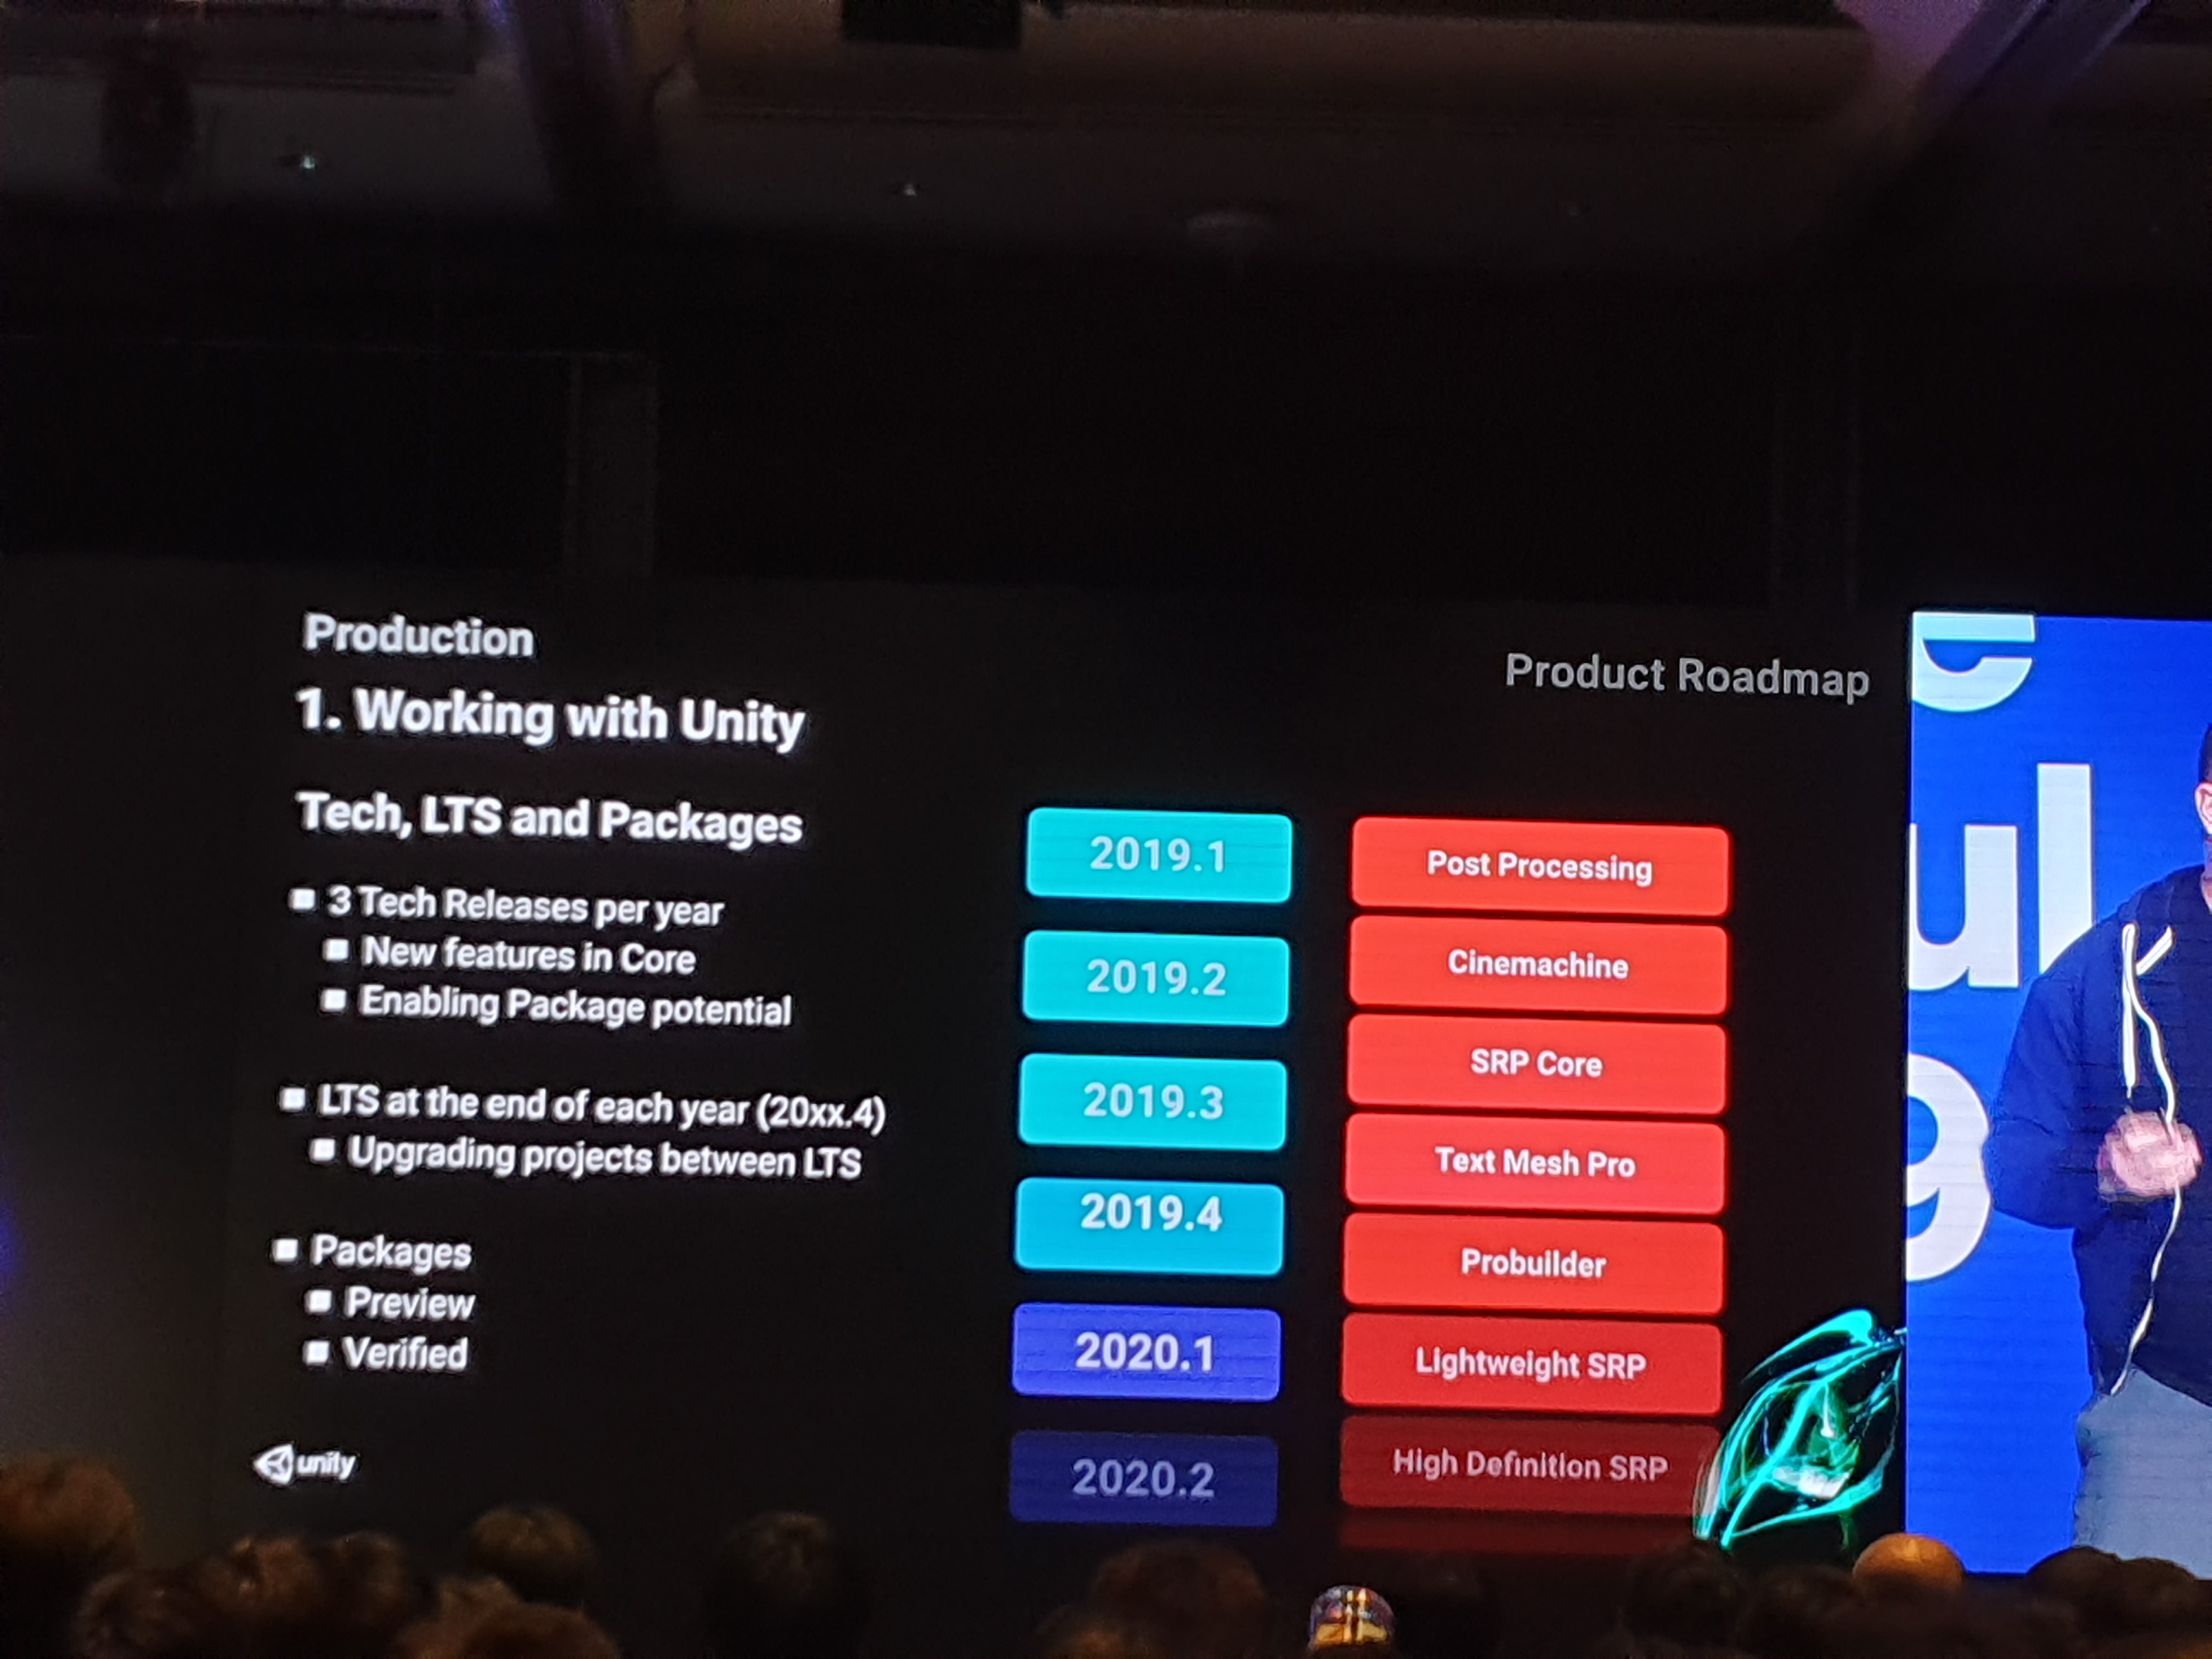 Production
1. Working with Unity
Tech, LTS and Packages
3 Tech Releases per year
New features in Core
Enabling Package potential
LTS at the end of each year (20xx.4)
Upgrading projects between LTS
Packages
Preview
Verified
unity
Product Roadmap
2019.1
2019.2
2019.3
2019.4
2020.1
2020.2
Post Processing
Cinemachine
SRP Core
Text Mesh Pro
Probuilder
Lightweight SRP
High Definition SRP
e
ul
9